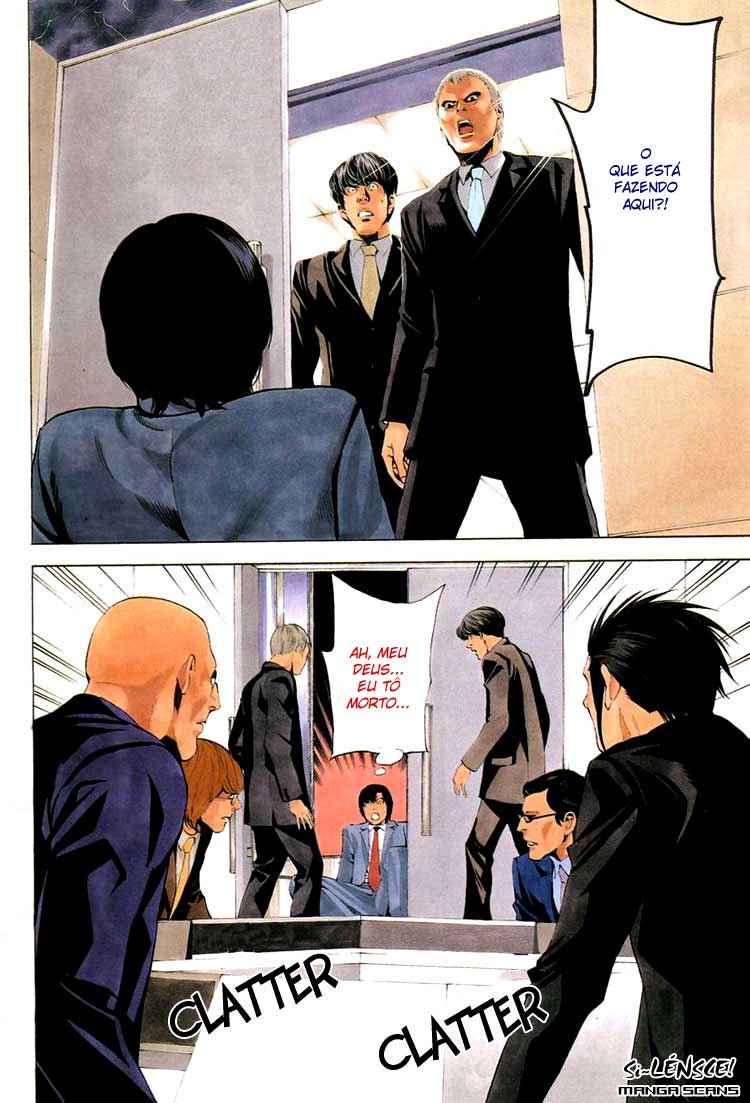 O
QUE ESTÁ
FAZENDO
AQUI?!
AH, MEU
DEUS...
EU TÔ
MORTO...
CLATTER
CLATTER
Si-LÉNSCE!
MANGA SCANS